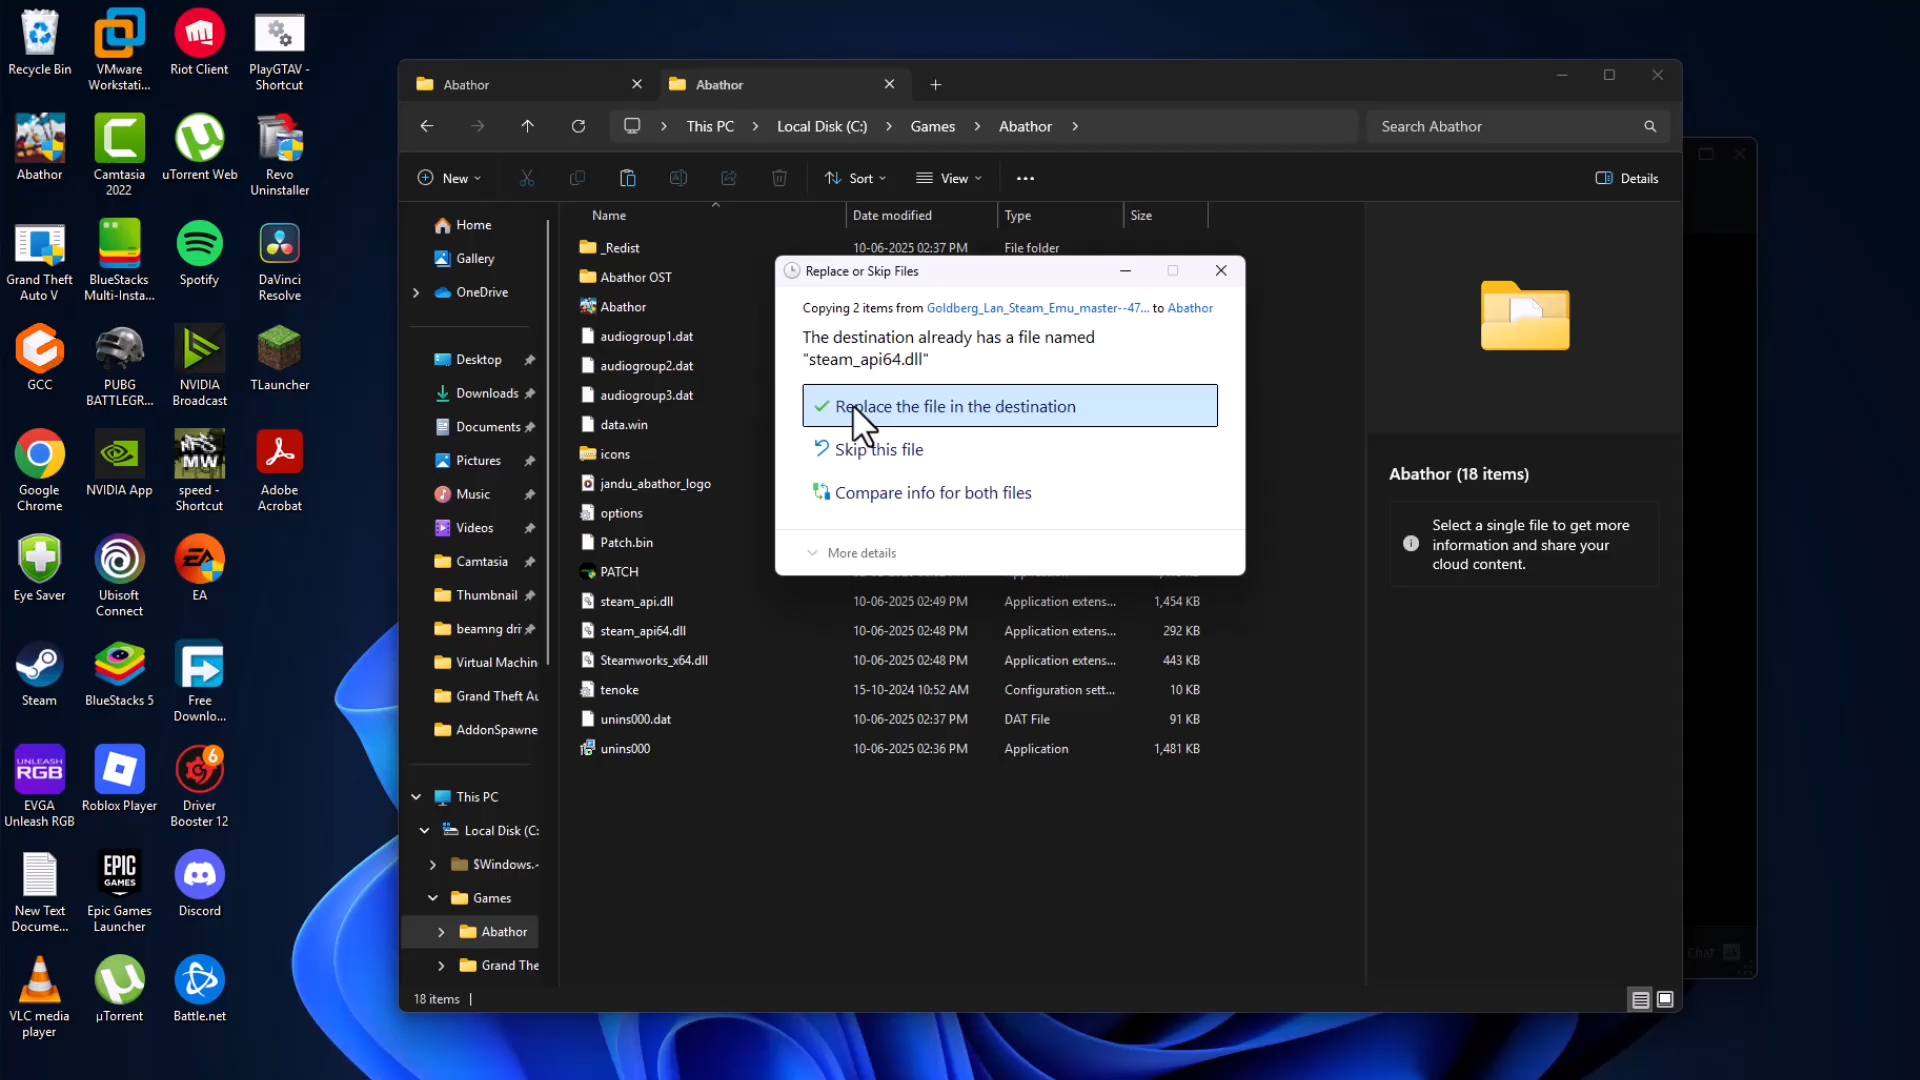 Recycle Bin
VMware
Workstati...
Riot Client
PlayGTAV -
Shortcut
Abathor
Camtasia
2022
uTorrent Web
Revo
Uninstaller
Grand Theft
Auto V
BlueStacks
Multi-Insta...
Spotify
DaVinci
Resolve
GCC
PUBG
BATTLEGR...
NVIDIA
Broadcast
TLauncher
Google
Chrome
NVIDIA App
speed -
Shortcut
Adobe
Acrobat
Eye Saver
Ubisoft
Connect
EA
Steam
BlueStacks 5
Free
Downlo...
EVGA
Unleash RGB
Roblox Player
Driver
Booster 12
New Text
Docume...
Epic Games
Launcher
Discord
VLC media
player
µTorrent
Battle.net
Abathor
Abathor
This PC
Local Disk (C:)
Games
Abathor
Search Abathor
New
Sort
View
Details
Home
Gallery
OneDrive
Desktop
Downloads
Documents
Pictures
Music
Videos
Camtasia
Thumbnail
beamng dri
Virtual Machin
Grand Theft Au
AddonSpawne
This PC
Local Disk (C:
$Windows.~
Games
Abathor
Grand The
Name
Date modified
Type
Size
_Redist
10-06-2025 02:37 PM
File folder
Abathor OST
Abathor
audiogroup1.dat
audiogroup2.dat
audiogroup3.dat
data.win
icons
jandu_abathor_logo
options
Patch.bin
PATCH
steam_api.dll
10-06-2025 02:49 PM
Application extens...
1,454 KB
steam_api64.dll
10-06-2025 02:48 PM
Application extens...
292 KB
Steamworks_x64.dll
10-06-2025 02:48 PM
Application extens...
443 KB
tenoke
15-10-2024 10:52 AM
Configuration sett...
10 KB
unins000.dat
10-06-2025 02:37 PM
DAT File
91 KB
unins000
10-06-2025 02:36 PM
Application
1,481 KB
Replace or Skip Files
Copying 2 items from Goldberg_Lan_Steam_Emu_master--47... to Abathor
The destination already has a file named
"steam_api64.dll"
Replace the file in the destination
Skip this file
Compare info for both files
More details
Abathor (18 items)
Select a single file to get more
information and share your
cloud content.
18 items
Chat